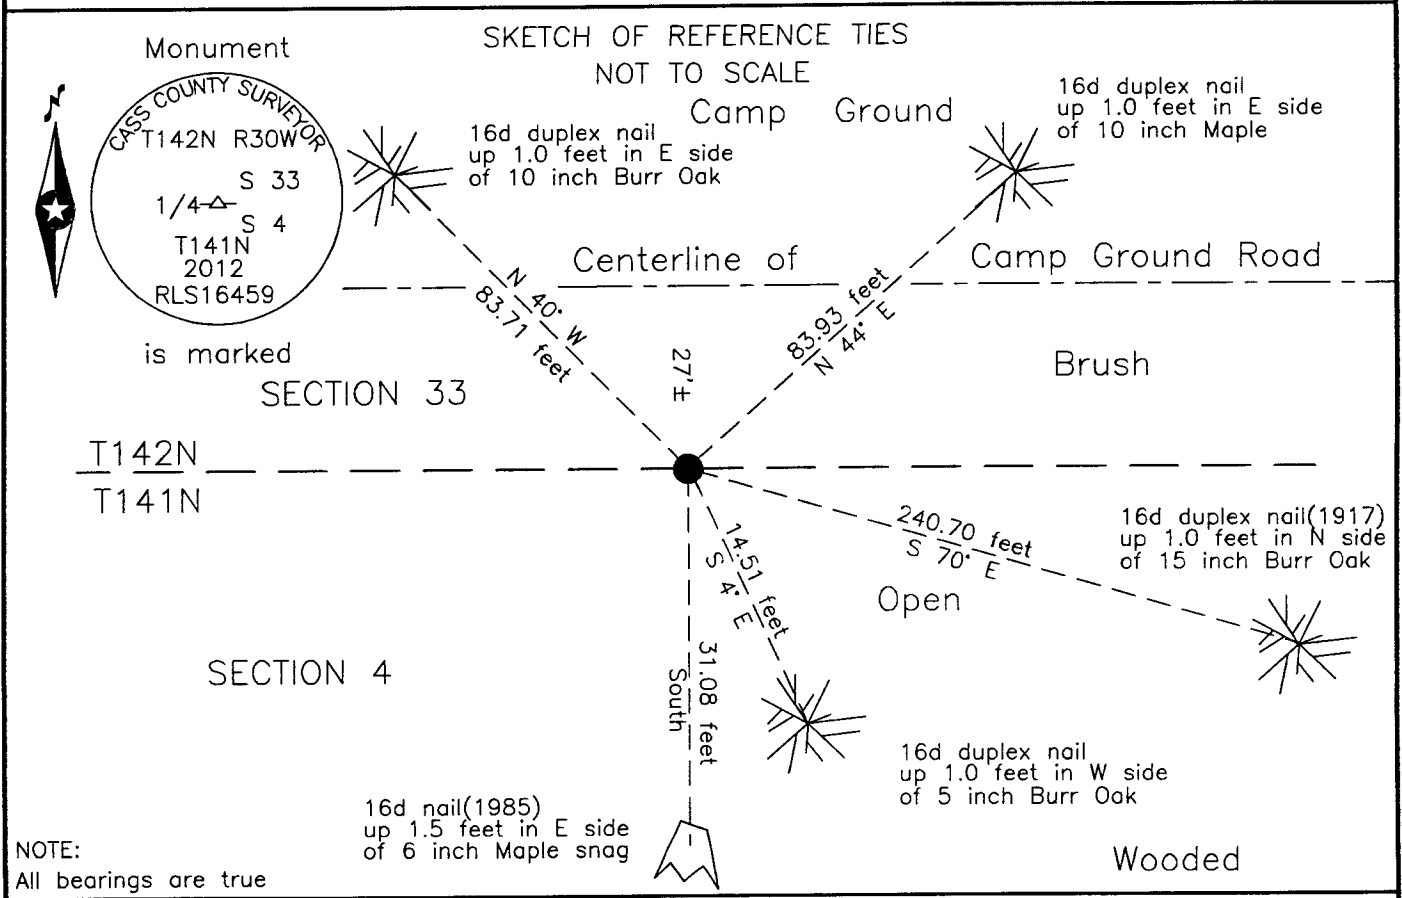 SKETCH OF REFERENCE TIES
NOT TO SCALE
Monument
N
CASS COUNTY SURVEYOR
T142N R30W
S 33
1/4
S 4
T141N
2012
RLS16459
is marked
16d duplex nail
up 1.0 feet in E side
of 10 inch Burr Oak
Camp Ground
16d duplex nail
up 1.0 feet in E side
of 10 inch Maple
Centerline of Camp Ground Road
N 40° W
83.71 feet
27'±
83.93 feet
N 44° E
Brush
SECTION 33
T142N
T141N
240.70 feet
S 70° E
16d duplex nail(1917)
up 1.0 feet in N side
of 15 inch Burr Oak
14.51 feet
S 4° E
Open
31.08 feet
South
SECTION 4
16d duplex nail
up 1.0 feet in W side
of 5 inch Burr Oak
16d nail(1985)
up 1.5 feet in E side
of 6 inch Maple snag
Wooded
NOTE:
All bearings are true